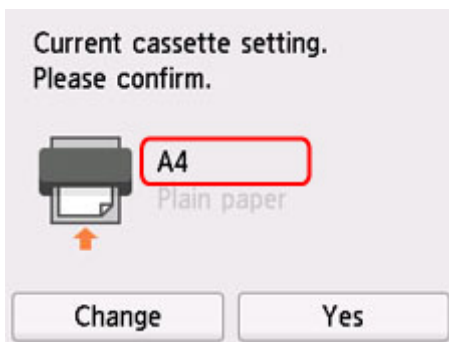 Current cassette setting.
Please confirm.
A4
Plain paper
Change
Yes